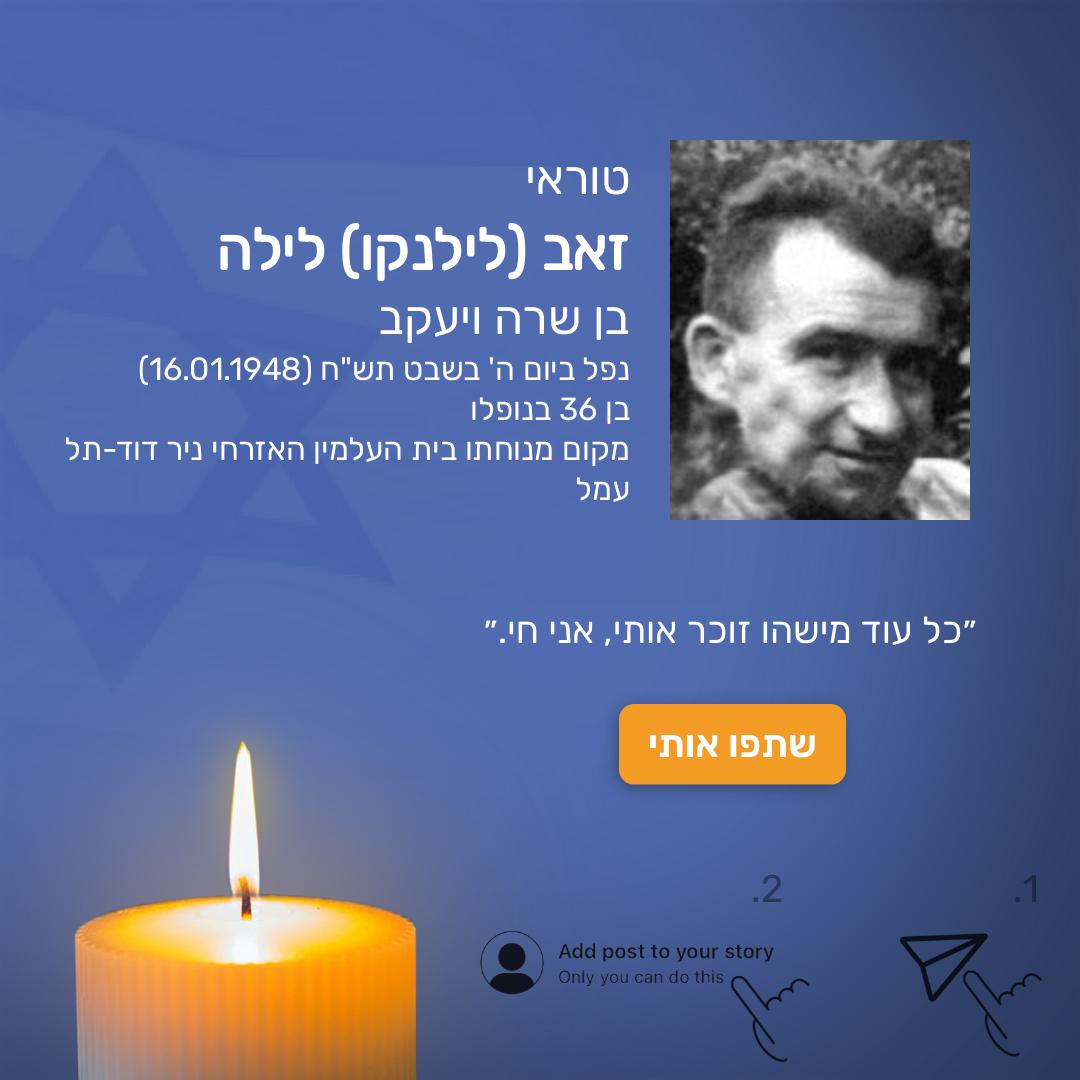 טוראי
זאב (לילנקו) לילה
בן שרה ויעקב
נפל ביום ה' בשבט תש"ח (16.01.1948)
בן 36 בנופלו
מקום מנוחתו בית העלמין האזרחי ניר דוד-תל
עמל
״כל עוד מישהו זוכר אותי, אני חי.״
שתפו אותי
1.
2.
Add post to your story
Only you can do this